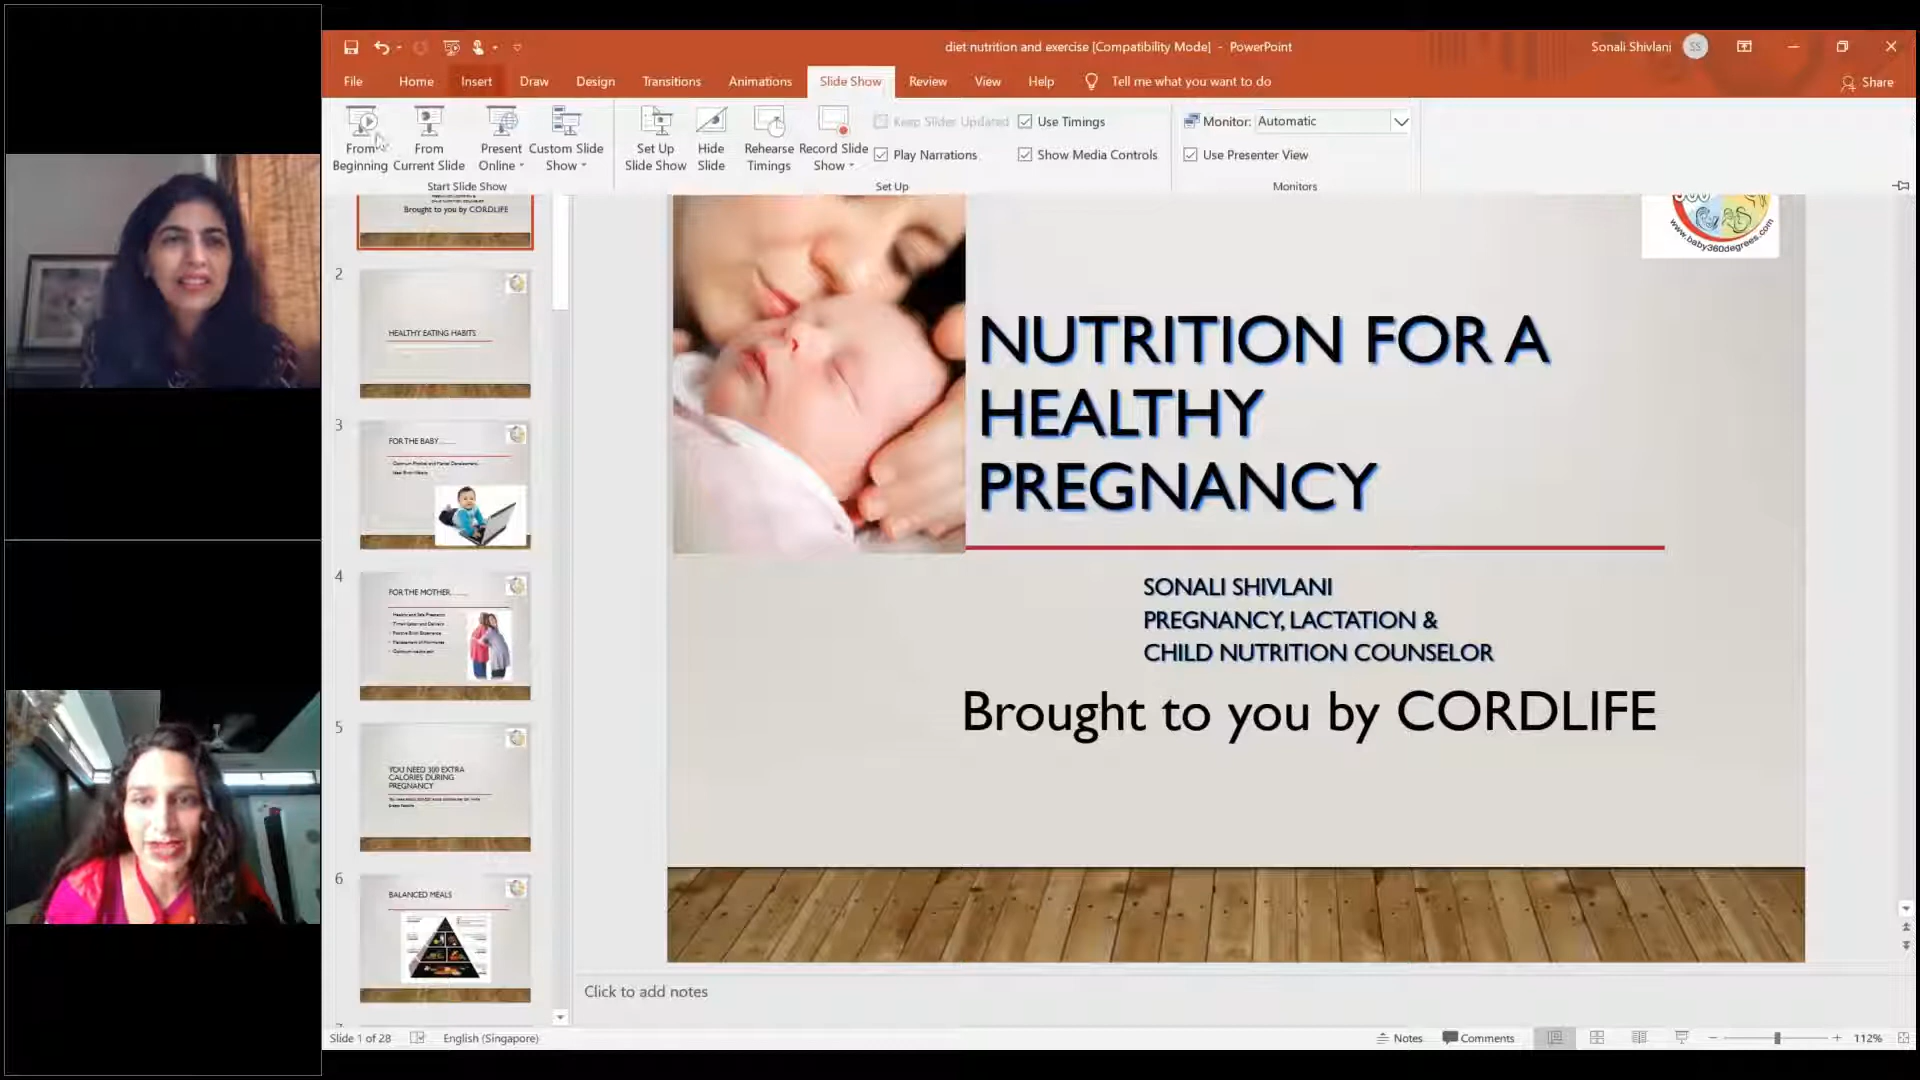 diet nutrition and exercise [Compatibility Mode] - PowerPoint
Sonali Shivlani
SS
File Home Insert Draw Design Transitions Animations Slide Show Review View Help Tell me what you want to do
Share
From Beginning
From Current Slide
Present Online
Custom Slide Show
Start Slide Show
Set Up Slide Show
Hide Slide
Rehearse Timings
Record Slide Show
Keep Slides Updated
Play Narrations
Use Timings
Show Media Controls
Set Up
Monitor: Automatic
Use Presenter View
Monitors
Brought to you by CORDLIFE
2
HEALTHY EATING HABITS
3
FOR THE BABY.......
4
FOR THE MOTHER.......
5
YOU NEED 300 EXTRA
CALORIES DURING
PREGNANCY
6
BALANCED MEALS
www.baby360degrees.com
NUTRITION FOR A
HEALTHY
PREGNANCY
SONALI SHIVLANI
PREGNANCY, LACTATION &
CHILD NUTRITION COUNSELOR
Brought to you by CORDLIFE
Click to add notes
Slide 1 of 28
English (Singapore)
Notes
Comments
112%